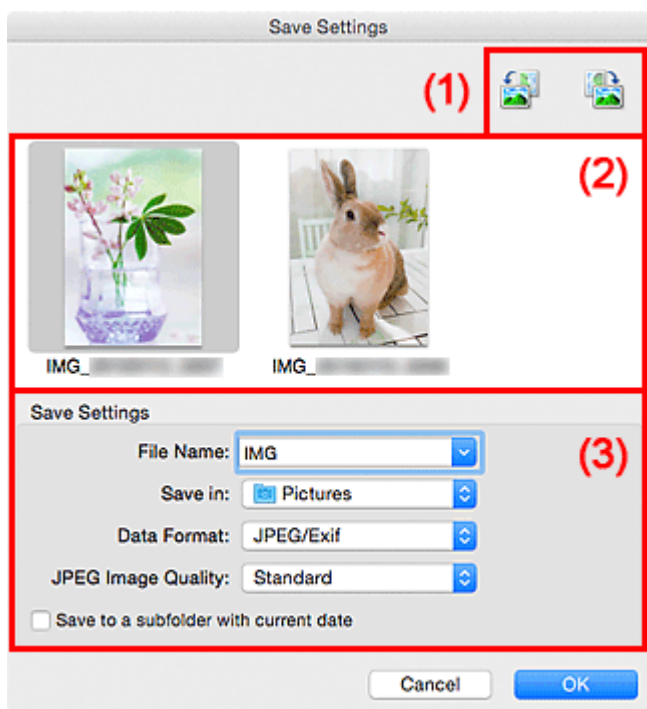 Save Settings
(1)
(2)
IMG_
IMG_
Save Settings
(3)
File Name: IMG
Save in: Pictures
Data Format: JPEG/Exif
JPEG Image Quality: Standard
Save to a subfolder with current date
Cancel OK